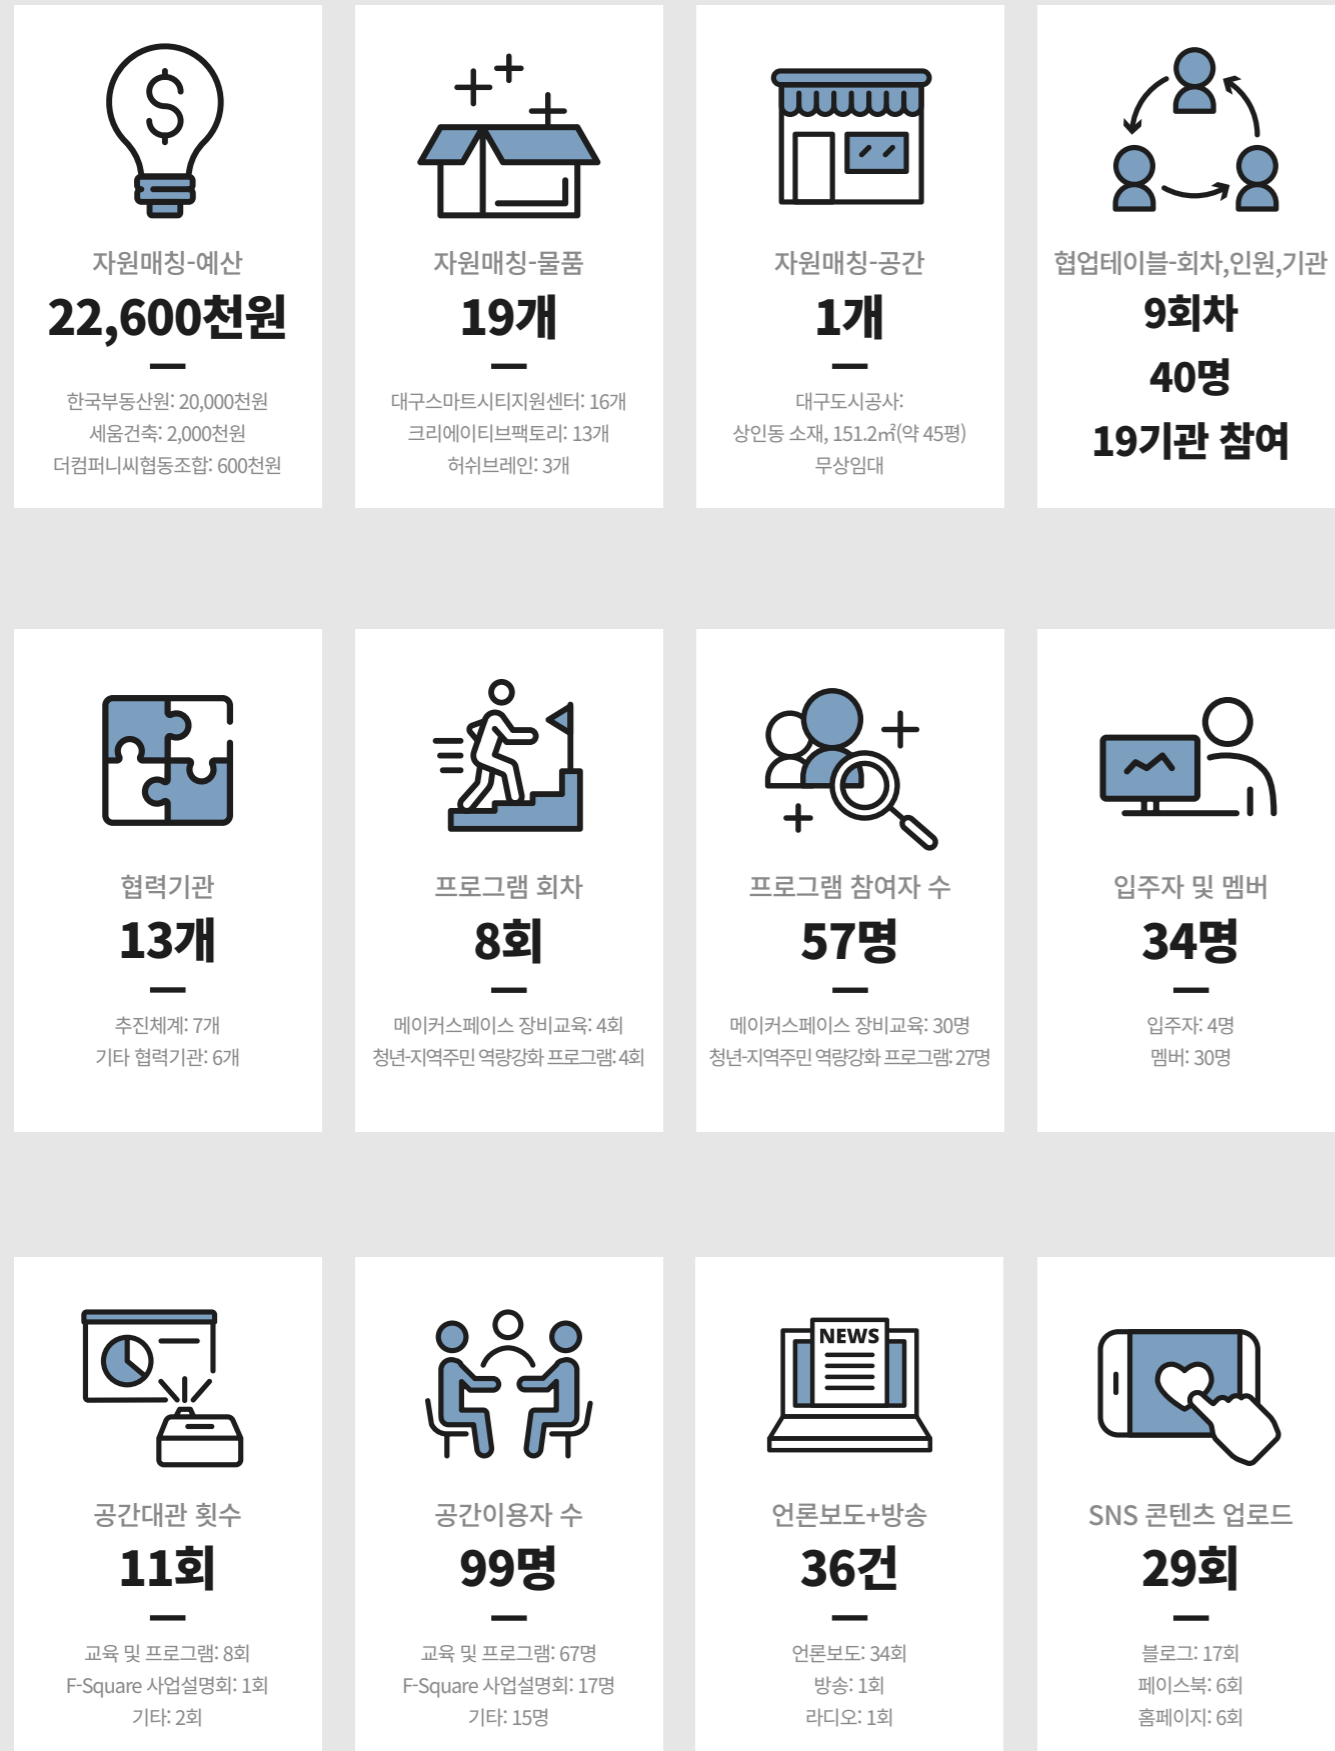 자원매칭-예산
22,600천원
한국부동산원: 20,000천원
세움건축: 2,000천원
더컴퍼니씨협동조합: 600천원
자원매칭-물품
19개
대구스마트시티지원센터: 16개
크리에이티브팩토리: 13개
허쉬브레인: 3개
자원매칭-공간
1개
대구도시공사:
상인동 소재, 151.2㎡(약 45평)
무상임대
협업테이블-회차,인원,기관
9회차
40명
19기관 참여
협력기관
13개
추진체계: 7개
기타 협력기관: 6개
프로그램 회차
8회
메이커스페이스 장비교육: 4회
청년-지역주민 역량강화 프로그램: 4회
프로그램 참여자 수
57명
메이커스페이스 장비교육: 30명
청년-지역주민 역량강화 프로그램: 27명
입주자 및 멤버
34명
입주자: 4명
멤버: 30명
공간대관 횟수
11회
교육 및 프로그램: 8회
F-Square 사업설명회: 1회
기타: 2회
공간이용자 수
99명
교육 및 프로그램: 67명
F-Square 사업설명회: 17명
기타: 15명
NEWS
언론보도+방송
36건
언론보도: 34회
방송: 1회
라디오: 1회
SNS 콘텐츠 업로드
29회
블로그: 17회
페이스북: 6회
홈페이지: 6회